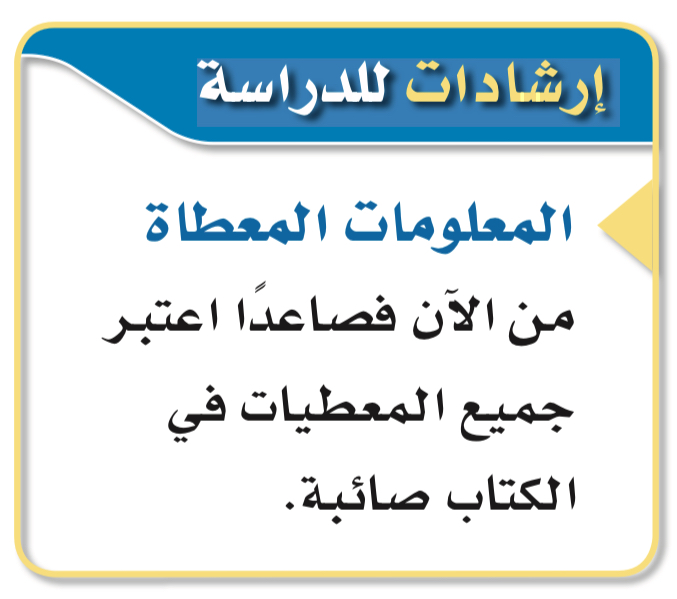 إرشادات للدراسة
المعلومات المعطاة
من الآن فصاعدًا اعتبر
جميع المعطيات في
الكتاب صائبة.